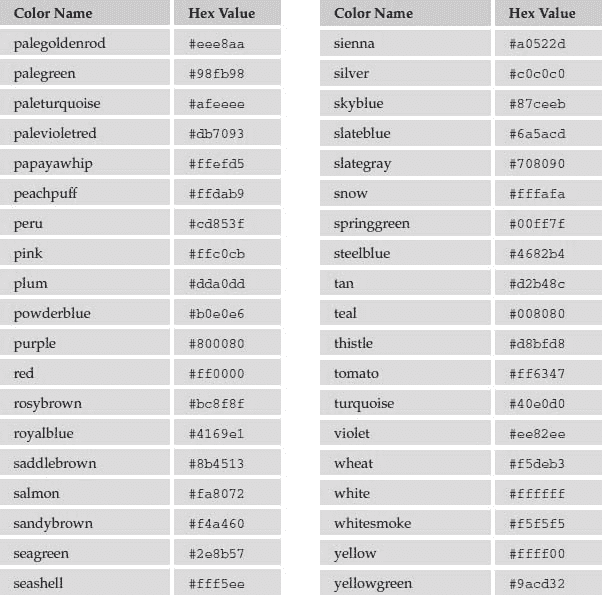 Color Name Hex Value
palegoldenrod #eee8aa
palegreen #98fb98
paleturquoise #afeeee
palevioletred #db7093
papayawhip #ffefd5
peachpuff #ffdab9
peru #cd853f
pink #ffc0cb
plum #dda0dd
powderblue #b0e0e6
purple #800080
red #ff0000
rosybrown #bc8f8f
royalblue #4169e1
saddlebrown #8b4513
salmon #fa8072
sandybrown #f4a460
seagreen #2e8b57
seashell #fff5ee
Color Name Hex Value
sienna #a0522d
silver #c0c0c0
skyblue #87ceeb
slateblue #6a5acd
slategray #708090
snow #fffafa
springgreen #00ff7f
steelblue #4682b4
tan #d2b48c
teal #008080
thistle #d8bfd8
tomato #ff6347
turquoise #40e0d0
violet #ee82ee
wheat #f5deb3
white #ffffff
whitesmoke #f5f5f5
yellow #ffff00
yellowgreen #9acd32